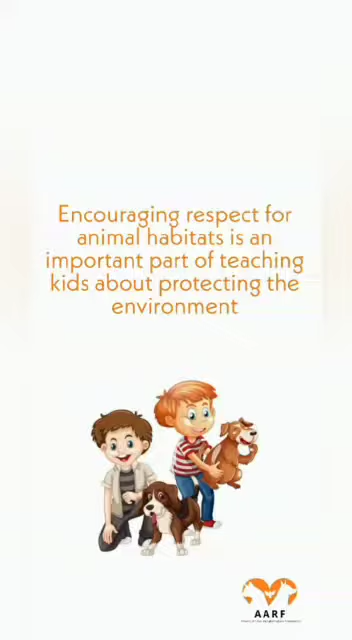 Encouraging respect for
animal habitats is an
important part of teaching
kids about protecting the
environment
AARF